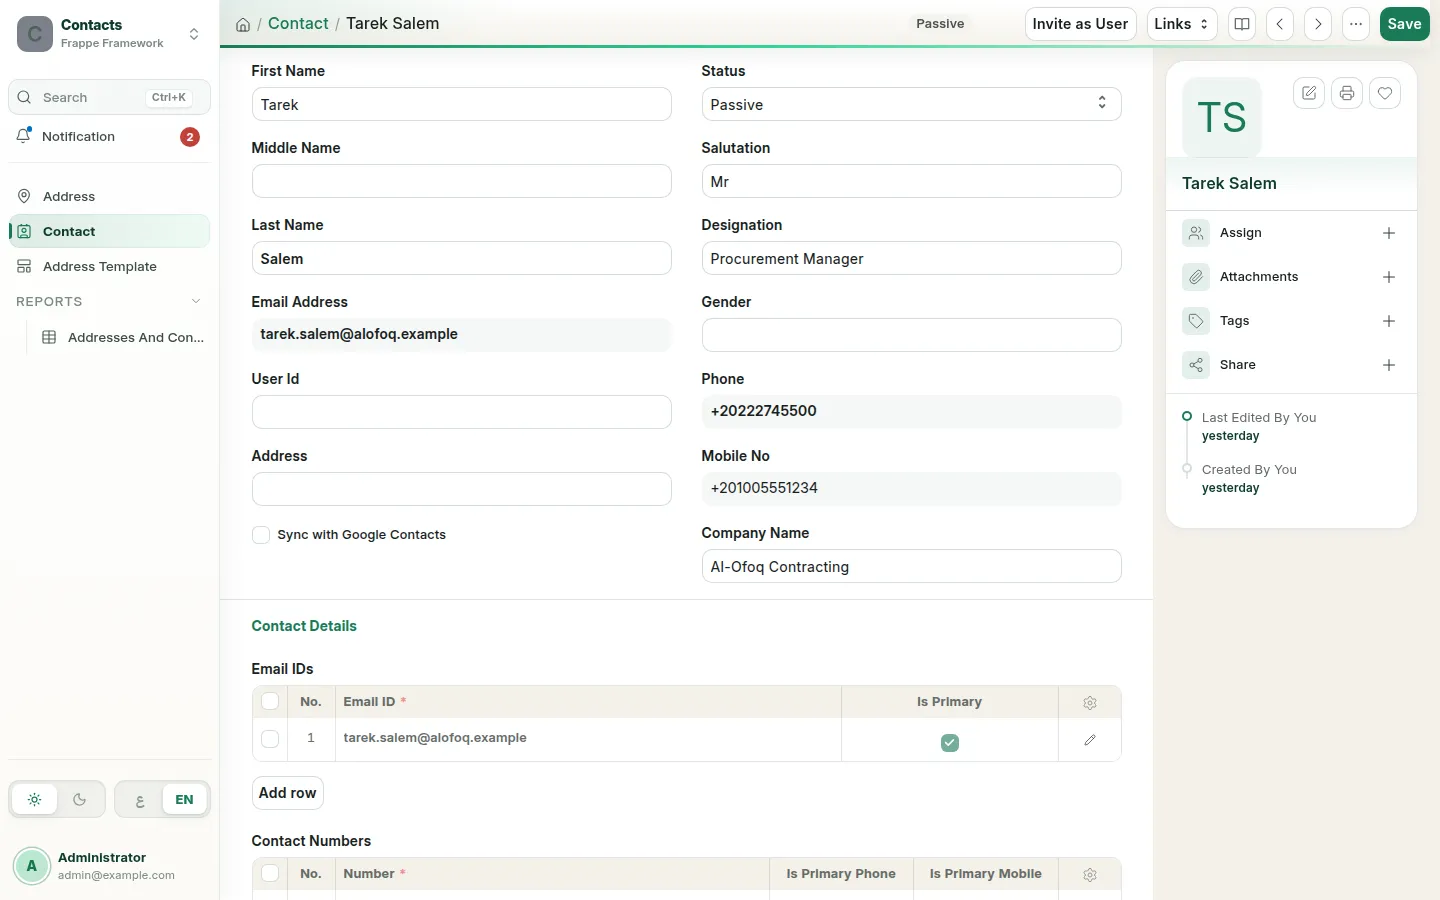 C
Contacts
Frappe Framework
Search
Ctrl+K
Notification
2
Address
Contact
Address Template
REPORTS
Addresses And Con...
ع
EN
A
Administrator
admin@example.com
/ Contact / Tarek Salem
Passive
Invite as User
Links
Save
First Name
Tarek
Middle Name
Last Name
Salem
Email Address
tarek.salem@alofoq.example
User Id
Address
Sync with Google Contacts
Status
Passive
Salutation
Mr
Designation
Procurement Manager
Gender
Phone
+20222745500
Mobile No
+201005551234
Company Name
Al-Ofoq Contracting
Contact Details
Email IDs
No. Email ID * Is Primary
1 tarek.salem@alofoq.example
Add row
Contact Numbers
No. Number * Is Primary Phone Is Primary Mobile
TS
Tarek Salem
Assign
Attachments
Tags
Share
Last Edited By You
yesterday
Created By You
yesterday